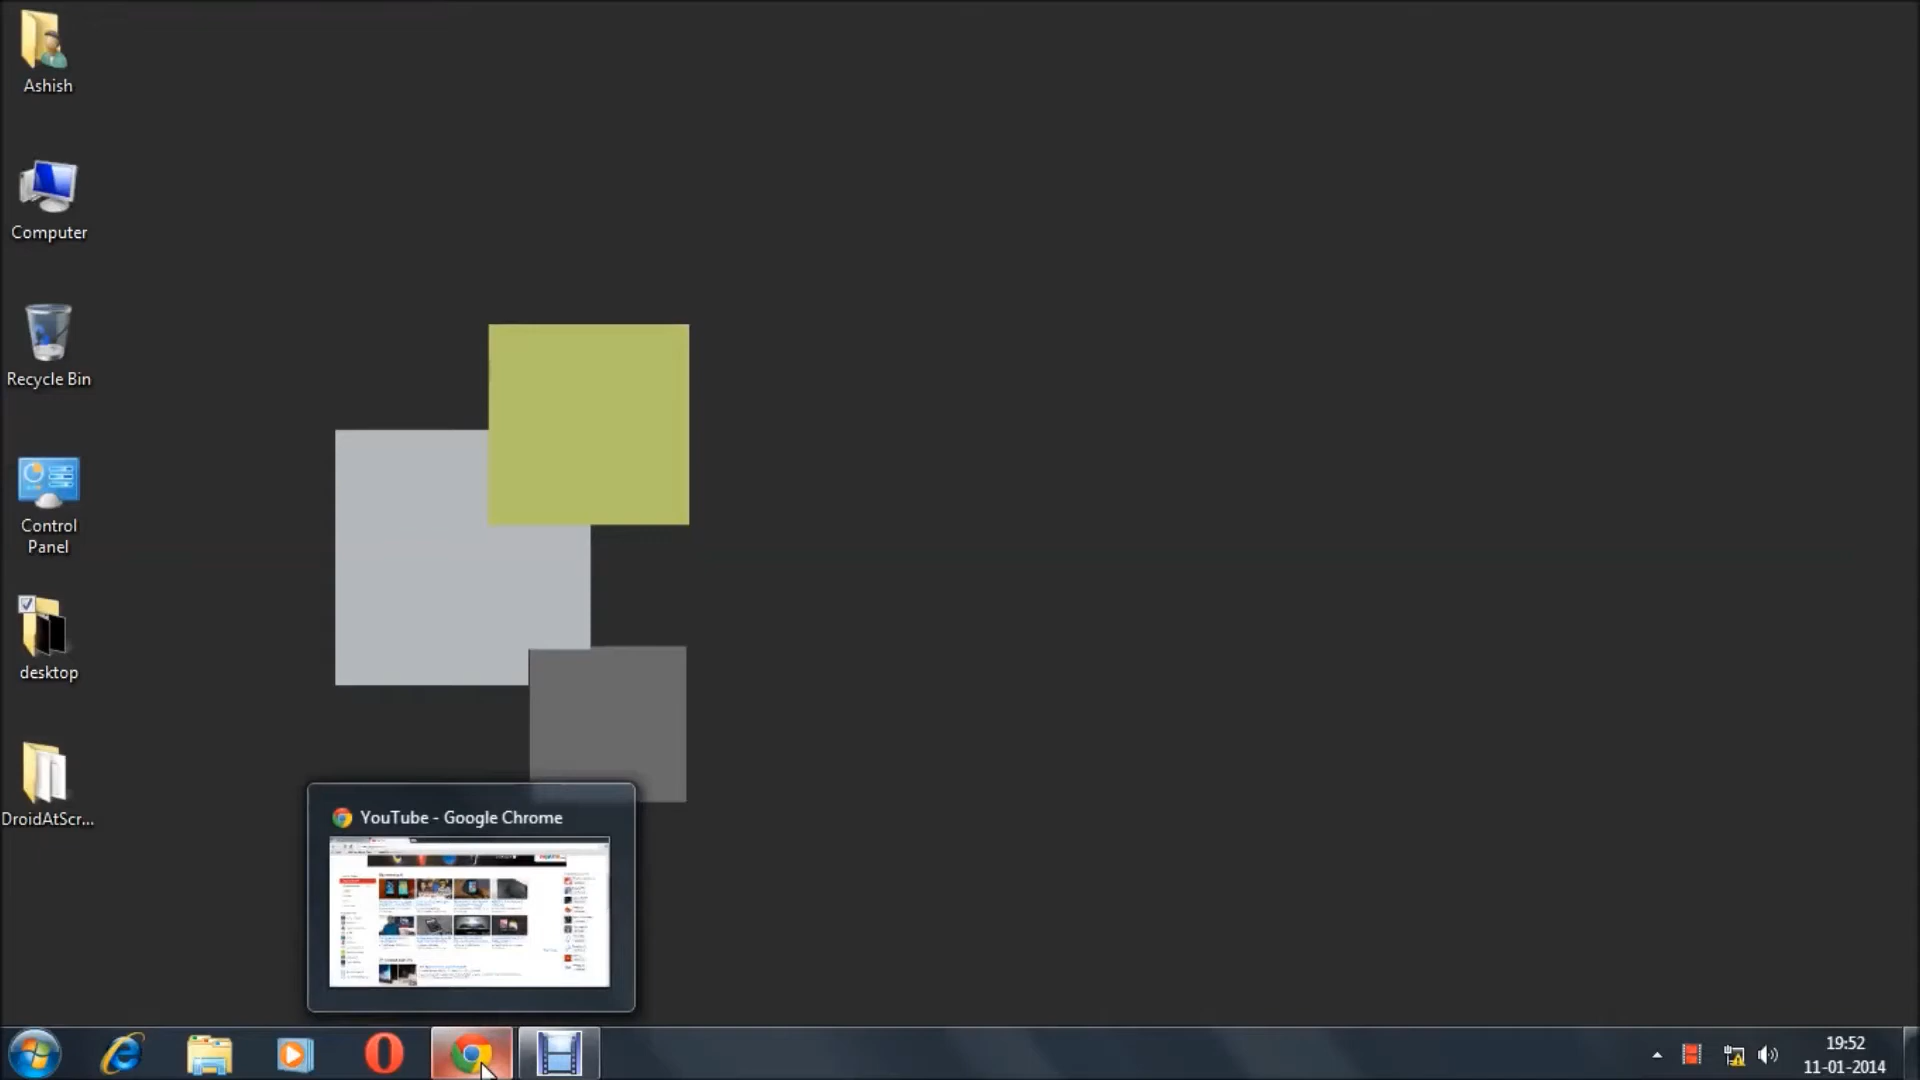 Ashish
Computer
Recycle Bin
Control
Panel
desktop
DroidAtScr...
YouTube - Google Chrome
19:52
11-01-2014